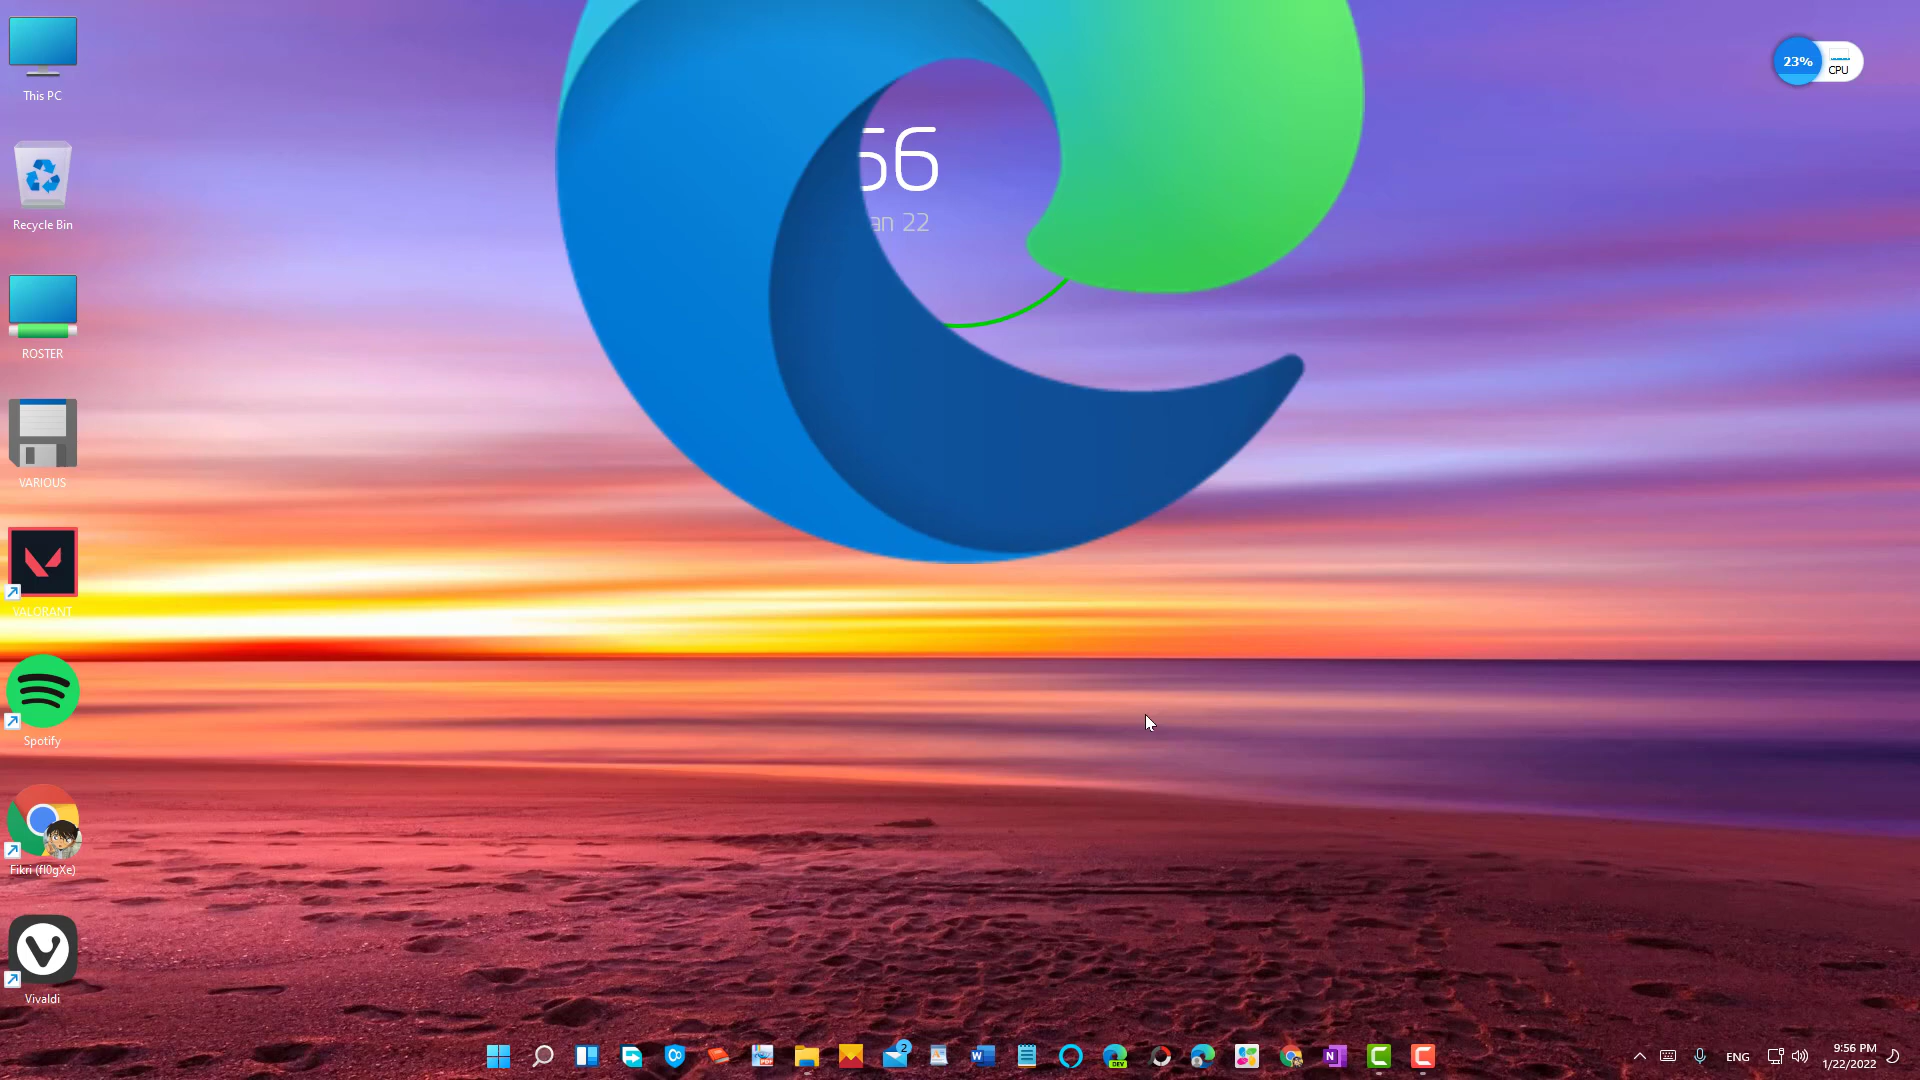 This PC
Recycle Bin
ROSTER
VARIOUS
VALORANT
Spotify
Fikri (fl0gXe)
Vivaldi
56
an 22
23%
CPU
2
DEV
ENG
9:56 PM
1/22/2022